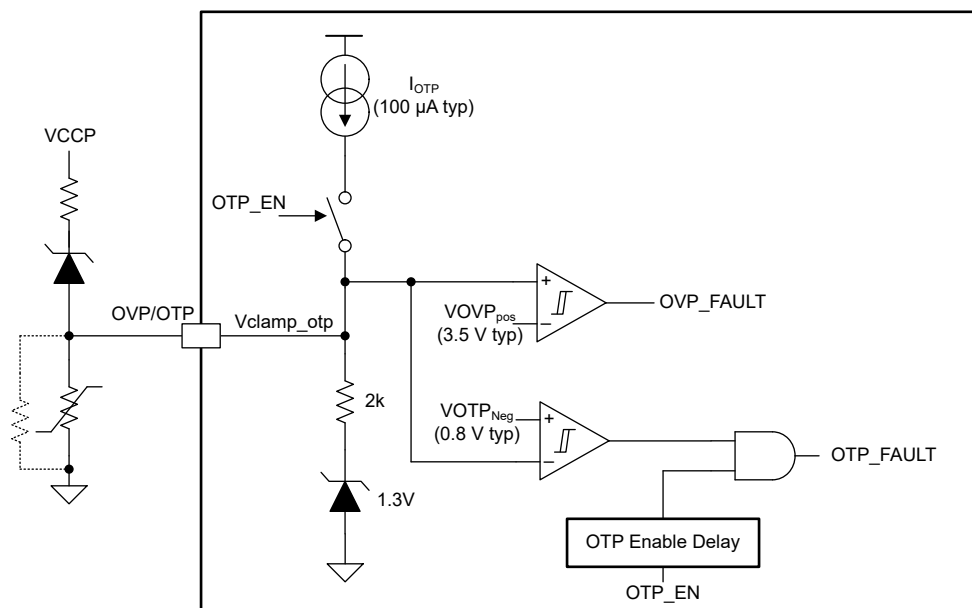 I_OTP
(100 µA typ)
VCCP
OTP_EN
OVP/OTP
Vclamp_otp
VOVP_pos
(3.5 V typ)
+
−
OVP_FAULT
2k
1.3V
VOTP_Neg
(0.8 V typ)
+
−
OTP_FAULT
OTP Enable Delay
OTP_EN